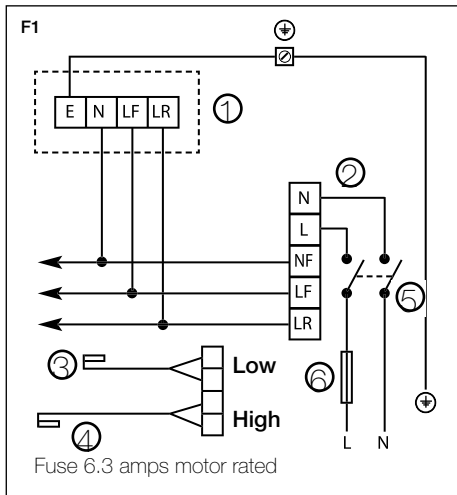 F1
E N LF LR
1
2
N
L
NF
LF
LR
5
3
Low
6
4
High
L N
Fuse 6.3 amps motor rated